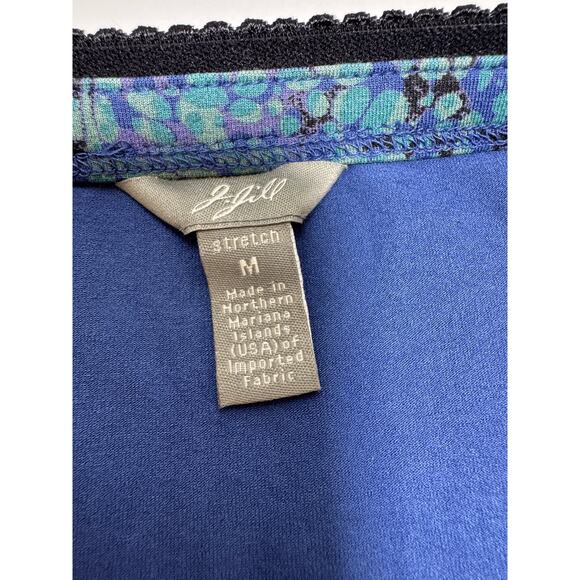 J.Jill
stretch
M
Made in
Northern
Mariana
Islands
(USA) of
Imported
Fabric